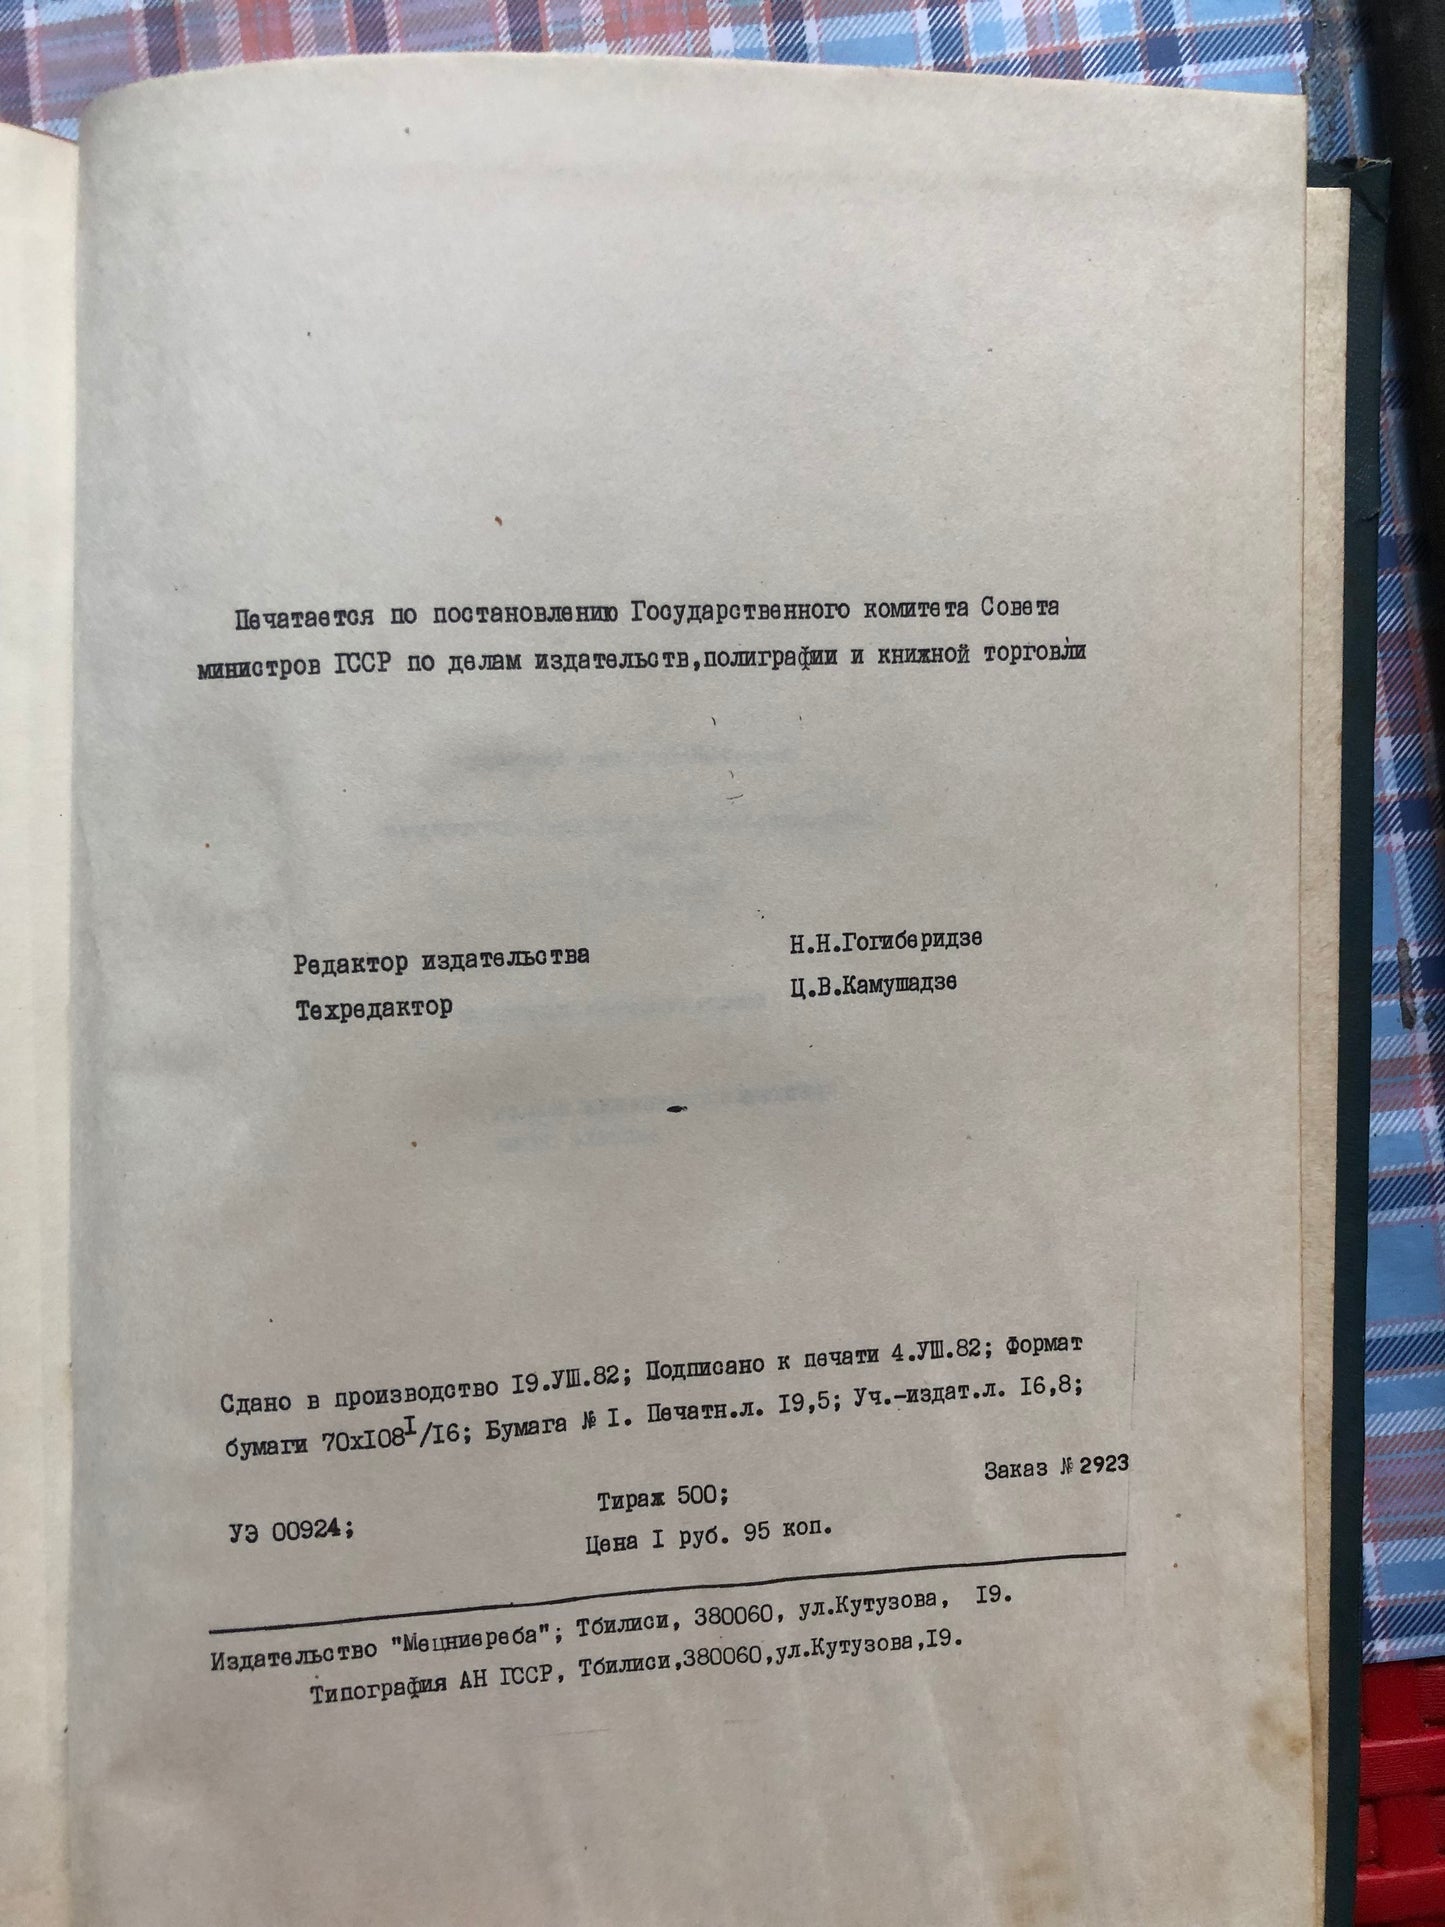 Печатается по постановлению Государственного комитета Совета
министров ГССР по делам издательств,полиграфии и книжной торговли
Редактор издательства Н.Н.Гогиберидзе
Техредактор Ц.В.Камушадзе
Сдано в производство I9.УШ.82; Подписано к печати 4.УШ.82; Формат
бумаги 70хI08I/I6; Бумага № I. Печатн.л. I9,5; Уч.-издат.л. I6,8;
Заказ № 2923
УЭ 00924; Тираж 500;
Цена I руб. 95 коп.
Издательство "Мецниереба"; Тбилиси, 380060, ул.Кутузова, I9.
Типография АН ГССР, Тбилиси,380060,ул.Кутузова,I9.